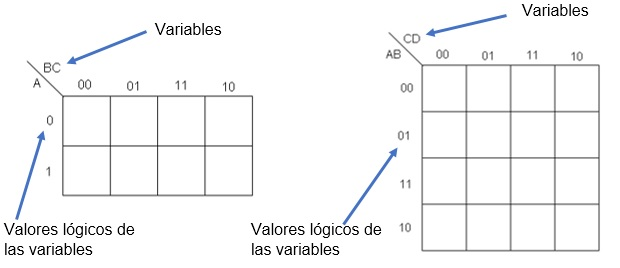 Variables
BC
A
00 01 11 10
0
1
Valores lógicos de
las variables
Variables
CD
AB
00 01 11 10
00
01
11
10
Valores lógicos de
las variables